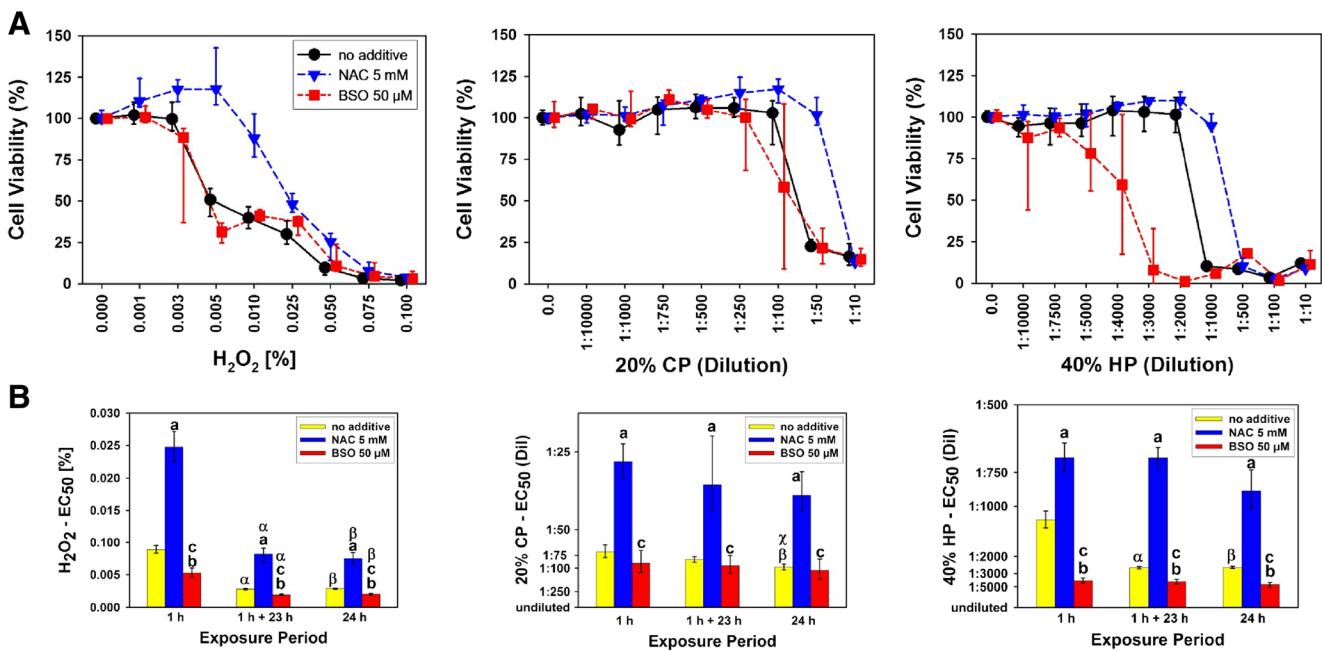 A
Cell Viability (%)
150
125
100
75
50
25
0
no additive
NAC 5 mM
BSO 50 µM
0.000
0.001
0.003
0.005
0.010
0.025
0.050
0.075
0.100
H₂O₂ [%]
Cell Viability (%)
150
125
100
75
50
25
0
0.0
1:10000
1:1000
1:750
1:500
1:250
1:100
1:50
1:10
20% CP (Dilution)
Cell Viability (%)
150
125
100
75
50
25
0
0.0
1:10000
1:7500
1:5000
1:4000
1:3000
1:2000
1:1000
1:500
1:100
1:10
40% HP (Dilution)
B
H₂O₂ - EC₅₀ [%]
0.030
0.025
0.020
0.015
0.100
0.005
0.000
no additive
NAC 5 mM
BSO 50 µM
a
c
b
α
α
a
α
c
b
β
β
a
β
c
b
1 h
1 h + 23 h
24 h
Exposure Period
20% CP - EC₅₀ (Dil)
1:25
1:50
1:75
1:100
1:250
undiluted
no additive
NAC 5 mM
BSO 50 µM
a
c
a
c
χ
β
a
c
1 h
1 h + 23 h
24 h
Exposure Period
40% HP - EC₅₀ (Dil)
1:500
1:750
1:1000
1:2000
1:3000
1:5000
undiluted
no additive
NAC 5 mM
BSO 50 µM
a
c
b
α
a
c
b
β
a
c
b
1 h
1 h + 23 h
24 h
Exposure Period